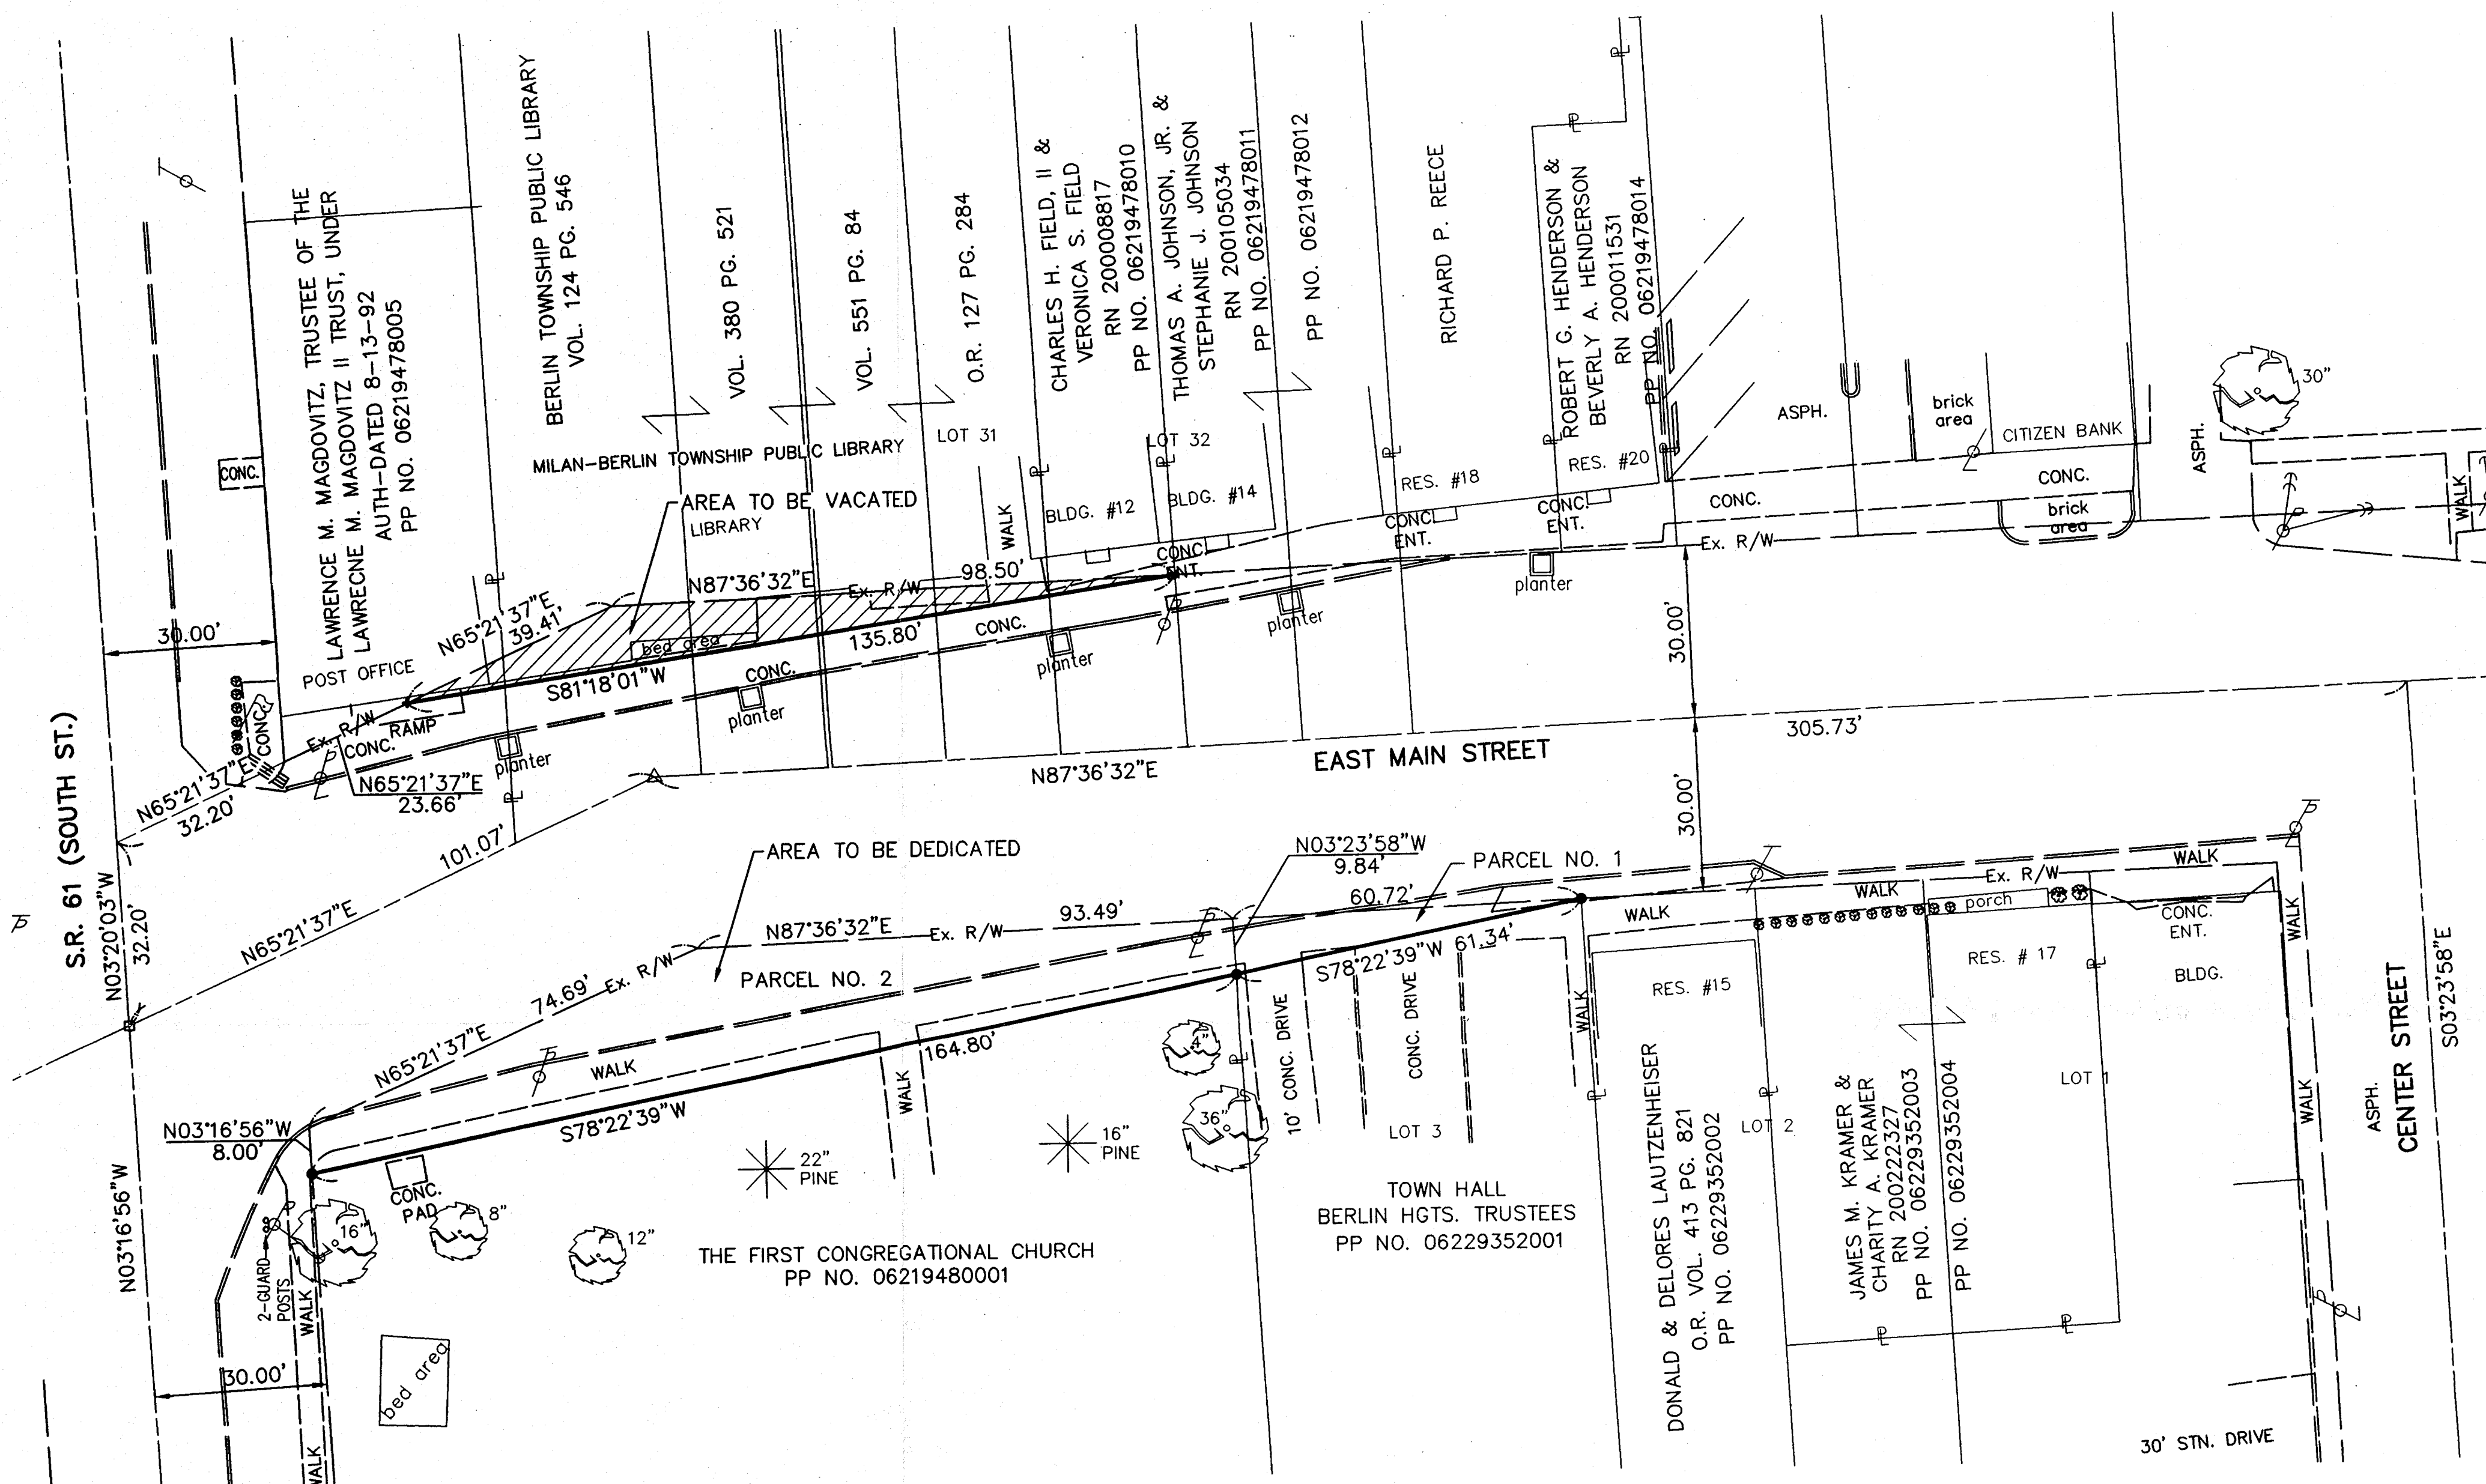 LAWRENCE M. MAGDOVITZ, TRUSTEE OF THE
LAWRECNE M. MAGDOVITZ II TRUST, UNDER
AUTH-DATED 8-13-92
PP NO. 06219478005
BERLIN TOWNSHIP PUBLIC LIBRARY
VOL. 124 PG. 546
VOL. 380 PG. 521
VOL. 551 PG. 84
O.R. 127 PG. 284
CHARLES H. FIELD, II &
VERONICA S. FIELD
RN 200008817
PP NO. 06219478010
THOMAS A. JOHNSON, JR. &
STEPHANIE J. JOHNSON
RN 200105034
PP NO. 06219478011
PP NO. 06219478012
RICHARD P. REECE
ROBERT G. HENDERSON &
BEVERLY A. HENDERSON
RN 200011531
PP NO. 06219478014
MILAN-BERLIN TOWNSHIP PUBLIC LIBRARY
LOT 31
LOT 32
AREA TO BE VACATED
LIBRARY
WALK
BLDG. #12
BLDG. #14
RES. #18
RES. #20
CONC. ENT.
CONC. ENT.
CONC. ENT.
ASPH.
brick
area
CITIZEN BANK
ASPH.
30"
CONC.
CONC.
brick
area
WALK
Ex. R/W
CONC.
30.00'
POST OFFICE
N65°21'37"E
39.41'
N87°36'32"E
Ex. R/W
98.50'
bed area
135.80'
CONC.
S81°18'01"W
CONC.
planter
planter
planter
planter
planter
CONC.
Ex. R/W
RAMP
CONC.
N65°21'37"E
32.20'
N65°21'37"E
23.66'
30.00'
305.73'
EAST MAIN STREET
N87°36'32"E
30.00'
101.07'
N65°21'37"E
S.R. 61 (SOUTH ST.)
N03°20'03"W
32.20'
AREA TO BE DEDICATED
N03°23'58"W
9.84'
PARCEL NO. 1
60.72'
N87°36'32"E
Ex. R/W
93.49'
74.69'
Ex. R/W
PARCEL NO. 2
N65°21'37"E
S78°22'39"W
61.34'
WALK
164.80'
S78°22'39"W
WALK
N03°16'56"W
8.00'
N03°16'56"W
WALK
WALK
Ex. R/W
WALK
porch
CONC.
ENT.
WALK
RES. #15
RES. # 17
BLDG.
WALK
4"
36"
10' CONC. DRIVE
CONC. DRIVE
LOT 3
LOT 2
LOT 1
WALK
ASPH.
CENTER STREET
S03°23'58"E
22"
PINE
16"
PINE
CONC.
PAD
16"
8"
12"
2-GUARD
POSTS
WALK
THE FIRST CONGREGATIONAL CHURCH
PP NO. 06219480001
TOWN HALL
BERLIN HGTS. TRUSTEES
PP NO. 06229352001
DONALD & DELORES LAUTZENHEISER
O.R. VOL. 413 PG. 821
PP NO. 06229352002
JAMES M. KRAMER &
CHARITY A. KRAMER
RN 200222327
PP NO. 06229352003
PP NO. 06229352004
30.00'
bed area
WALK
30' STN. DRIVE